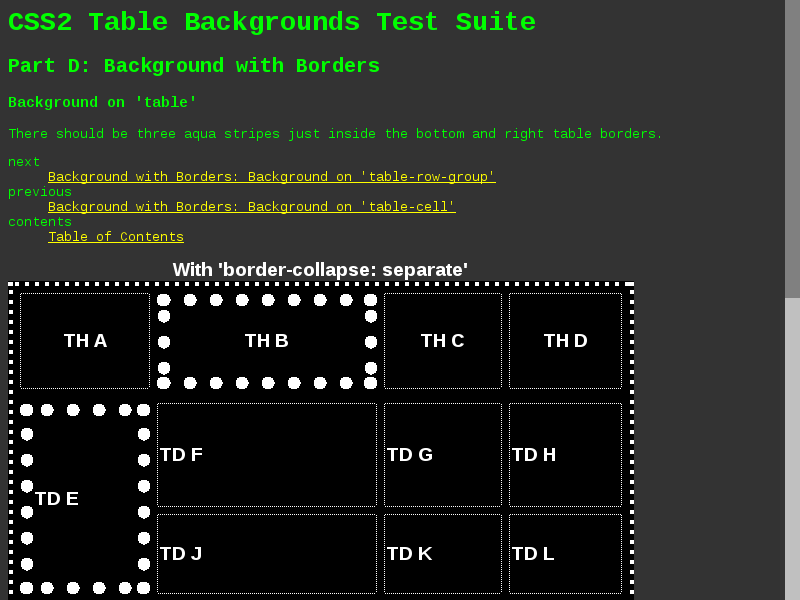 CSS2 Table Backgrounds Test Suite
Part D: Background with Borders
Background on 'table'
There should be three aqua stripes just inside the bottom and right table borders.
next
Background with Borders: Background on 'table-row-group'
previous
Background with Borders: Background on 'table-cell'
contents
Table of Contents
With 'border-collapse: separate'
TH A TH B TH C TH D
TD F TD G TD H
TD E
TD J TD K TD L